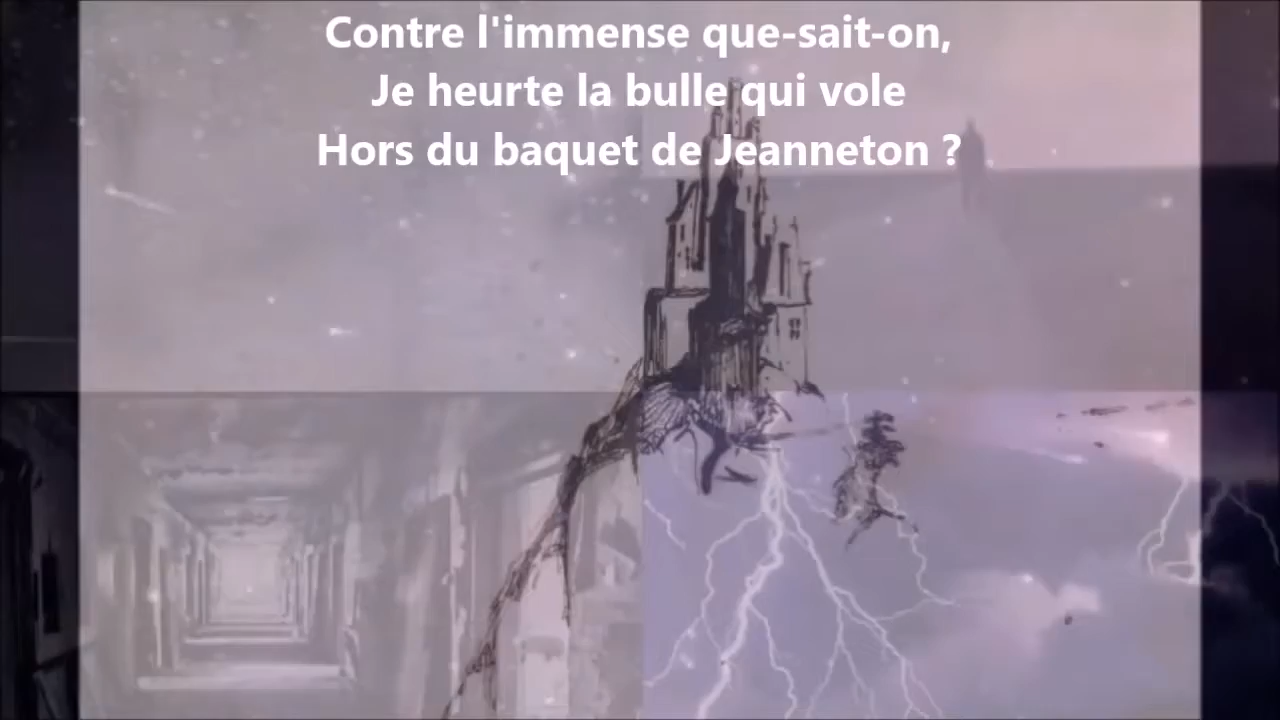 Contre l'immense que-sait-on,
Je heurte la bulle qui vole
Hors du baquet de Jeanneton ?